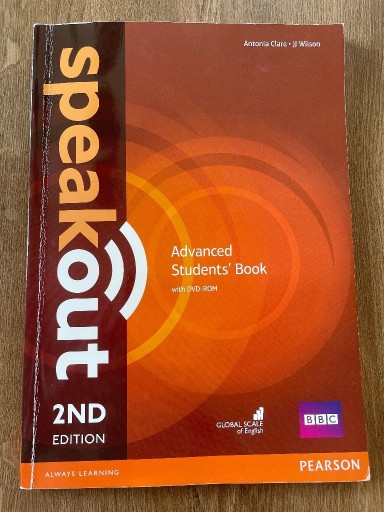 Antonia Clare • JJ Wilson
speakout
Advanced
Students' Book
with DVD-ROM
2ND
EDITION
GLOBAL SCALE
of English
BBC
ALWAYS LEARNING
PEARSON